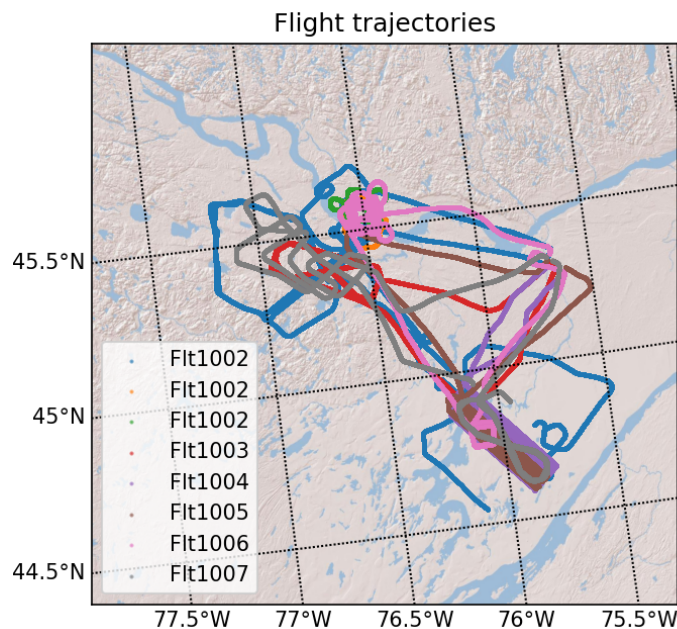 Flight trajectories
45.5°N
45°N
44.5°N
Flt1002
Flt1002
Flt1002
Flt1003
Flt1004
Flt1005
Flt1006
Flt1007
77.5°W
77°W
76.5°W
76°W
75.5°W